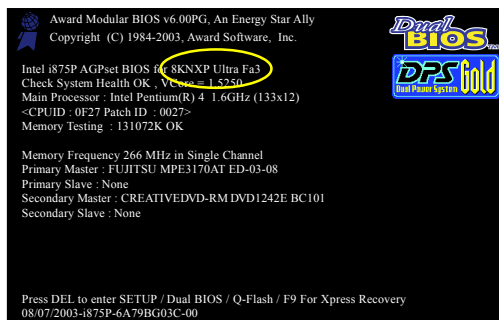 Award Modular BIOS v6.00PG, An Energy Star Ally
Copyright (C) 1984-2003, Award Software, Inc.
Dual
BIOS
DPS Gold
Dual Power System
Intel i875P AGPset BIOS for 8KNXP Ultra Fa3
Check System Health OK , VCore = 1.5250
Main Processor : Intel Pentium(R) 4 1.6GHz (133x12)
<CPUID : 0F27 Patch ID : 0027>
Memory Testing : 131072K OK
Memory Frequency 266 MHz in Single Channel
Primary Master : FUJITSU MPE3170AT ED-03-08
Primary Slave : None
Secondary Master : CREATIVEDVD-RM DVD1242E BC101
Secondary Slave : None
Press DEL to enter SETUP / Dual BIOS / Q-Flash / F9 For Xpress Recovery
08/07/2003-i875P-6A79BG03C-00